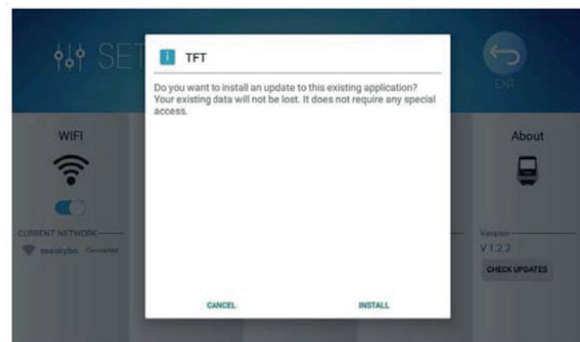 SET
TFT
Do you want to install an update to this existing application?
Your existing data will not be lost. It does not require any special
access.
EXIT
WIFI
About
CURRENT NETWORK
seaskybo Connected
Version
V 1.2.3
CHECK UPDATES
CANCEL
INSTALL